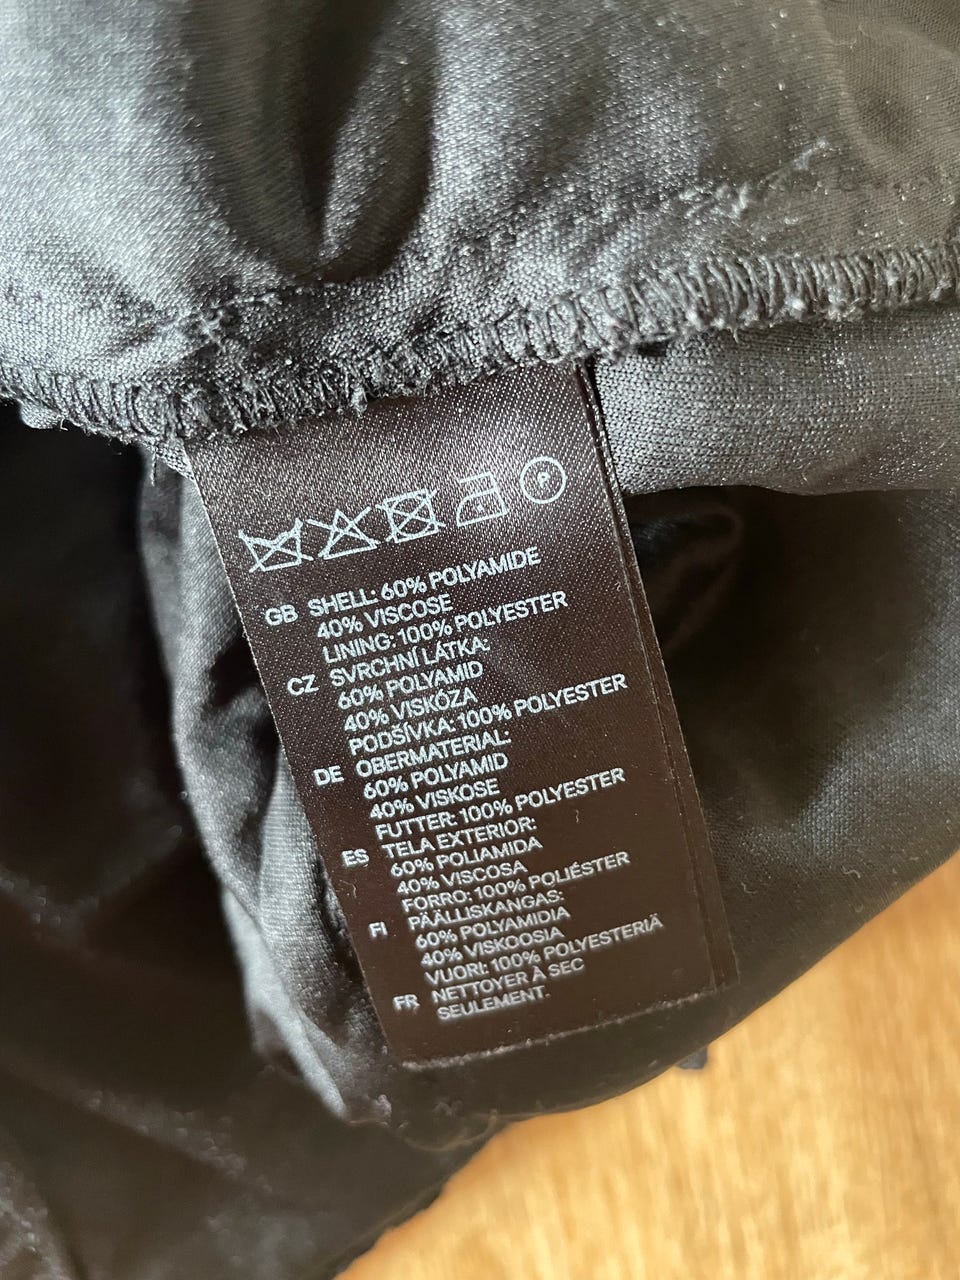 P
GB SHELL: 60% POLYAMIDE
40% VISCOSE
LINING: 100% POLYESTER
CZ SVRCHNÍ LÁTKA:
60% POLYAMID
40% VISKÓZA
PODŠÍVKA: 100% POLYESTER
DE OBERMATERIAL:
60% POLYAMID
40% VISKOSE
FUTTER: 100% POLYESTER
ES TELA EXTERIOR:
60% POLIAMIDA
40% VISCOSA
FORRO: 100% POLIÉSTER
FI PÄÄLLISKANGAS:
60% POLYAMIDIA
40% VISKOOSIA
VUORI: 100% POLYESTERIÄ
FR NETTOYER À SEC
SEULEMENT.